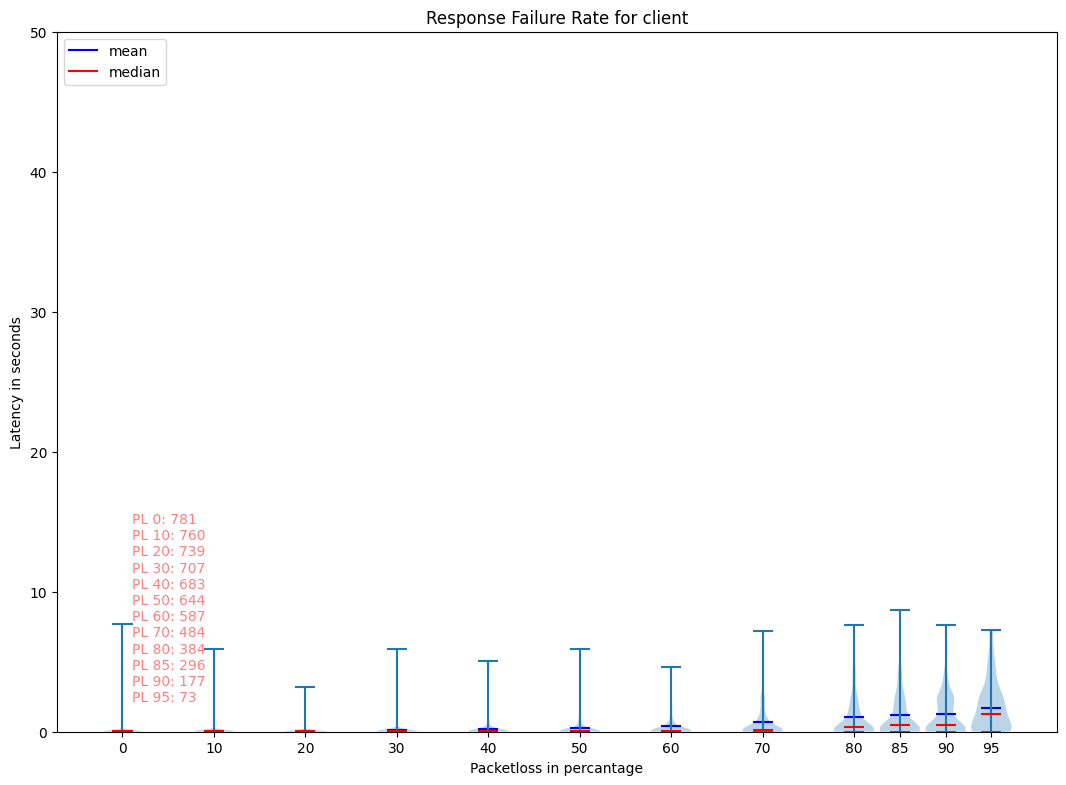 Response Failure Rate for client
50
mean
median
40
Latency in seconds
30
20
PL 0: 781
PL 10: 760
PL 20: 739
PL 30: 707
PL 40: 683
PL 50: 644
10
PL 60: 587
PL 70: 484
PL 80: 384
PL 85: 296
PL 90: 177
PL 95: 73
0
0 10 20 30 40 50 60 70 80 85 90 95
Packetloss in percantage